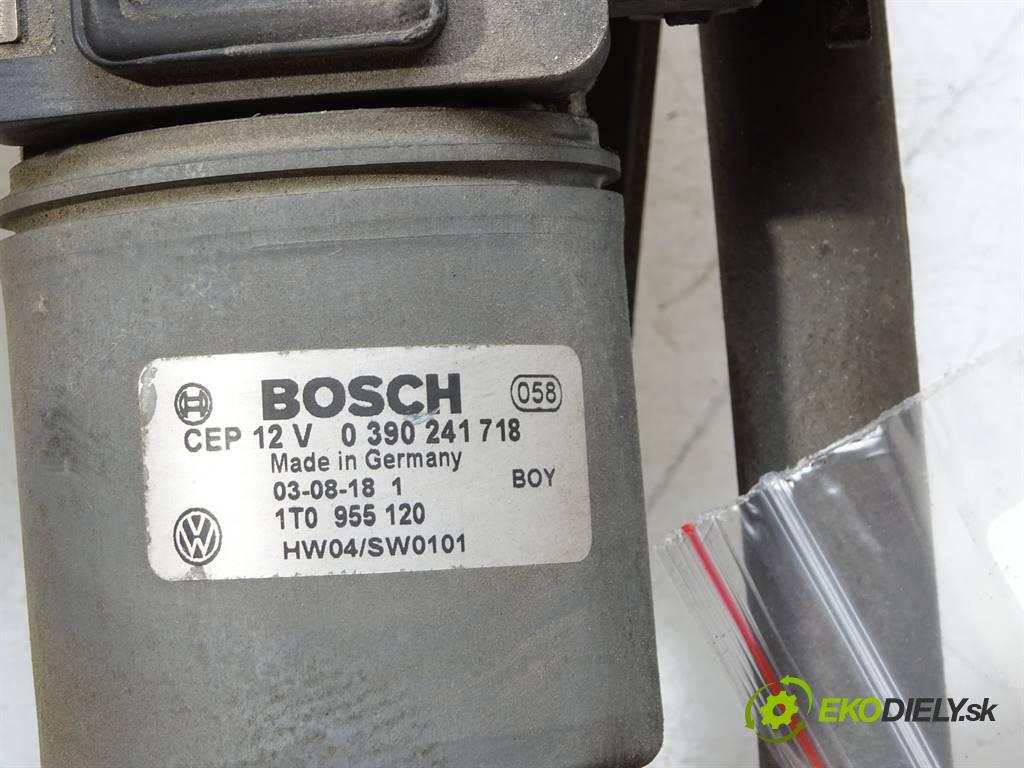 BOSCH 058
CEP 12 V 0 390 241 718
Made in Germany
03-08-18 1 BOY
1T0 955 120
HW04/SW0101
EKODIELY.sk